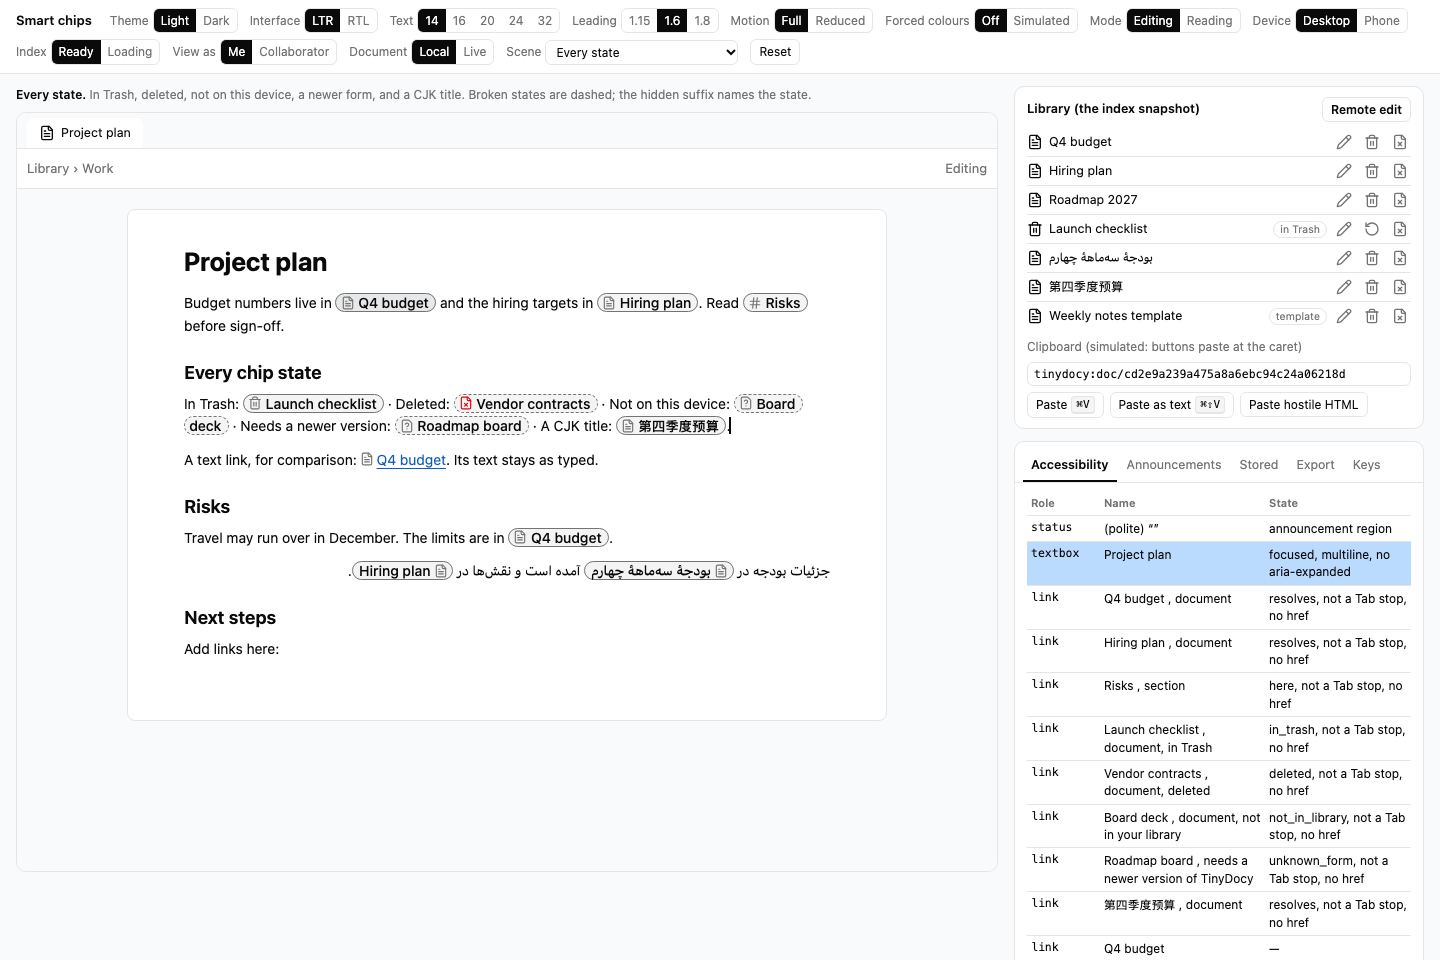 Smart chips Theme Light Dark Interface LTR RTL Text 14 16 20 24 32 Leading 1.15 1.6 1.8 Motion Full Reduced Forced colours Off Simulated Mode Editing Reading Device Desktop Phone
Index Ready Loading View as Me Collaborator Document Local Live Scene Every state Reset
Every state. In Trash, deleted, not on this device, a newer form, and a CJK title. Broken states are dashed; the hidden suffix names the state.
Project plan
Library › Work Editing
Project plan
Budget numbers live in Q4 budget and the hiring targets in Hiring plan. Read # Risks
before sign-off.
Every chip state
In Trash: Launch checklist · Deleted: Vendor contracts · Not on this device: Board
deck · Needs a newer version: Roadmap board · A CJK title: 第四季度预算.
A text link, for comparison: Q4 budget. Its text stays as typed.
Risks
Travel may run over in December. The limits are in Q4 budget.
جزئیات بودجه در بودجهٔ سه‌ماههٔ چهارم آمده است و نقش‌ها در Hiring plan.
Next steps
Add links here:
Library (the index snapshot) Remote edit
Q4 budget
Hiring plan
Roadmap 2027
Launch checklist in Trash
بودجهٔ سه‌ماههٔ چهارم
第四季度预算
Weekly notes template template
Clipboard (simulated: buttons paste at the caret)
tinydocy:doc/cd2e9a239a475a8a6ebc94c24a06218d
Paste ⌘V Paste as text ⌘⇧V Paste hostile HTML
Accessibility Announcements Stored Export Keys
Role Name State
status (polite) “” announcement region
textbox Project plan focused, multiline, no
aria-expanded
link Q4 budget , document resolves, not a Tab stop,
no href
link Hiring plan , document resolves, not a Tab stop,
no href
link Risks , section here, not a Tab stop, no
href
link Launch checklist , in_trash, not a Tab stop,
document, in Trash no href
link Vendor contracts , deleted, not a Tab stop,
document, deleted no href
link Board deck , document, not not_in_library, not a Tab
in your library stop, no href
link Roadmap board , needs a unknown_form, not a
newer version of TinyDocy Tab stop, no href
link 第四季度预算 , document resolves, not a Tab stop,
no href
link Q4 budget —